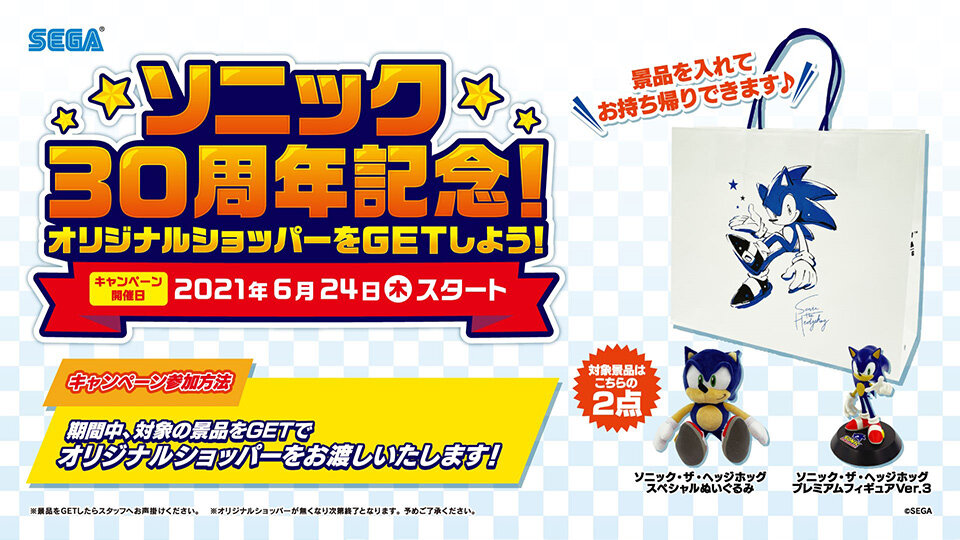 SEGA®
ソニック
30周年記念!
オリジナルショッパーをGETしよう!
キャンペーン
開催日
2021年6月24日㊍スタート
景品を入れて
お持ち帰りできます♪
Sonic
the
Hedgehog
キャンペーン参加方法
期間中、対象の景品をGETで
オリジナルショッパーをお渡しいたします!
対象景品は
こちらの
2点
ソニック・ザ・ヘッジホッグ
スペシャルぬいぐるみ
ソニック・ザ・ヘッジホッグ
プレミアムフィギュアVer.3
※景品をGETしたらスタッフへお声掛けください。 ※オリジナルショッパーが無くなり次第終了となります。予めご了承ください。
©SEGA